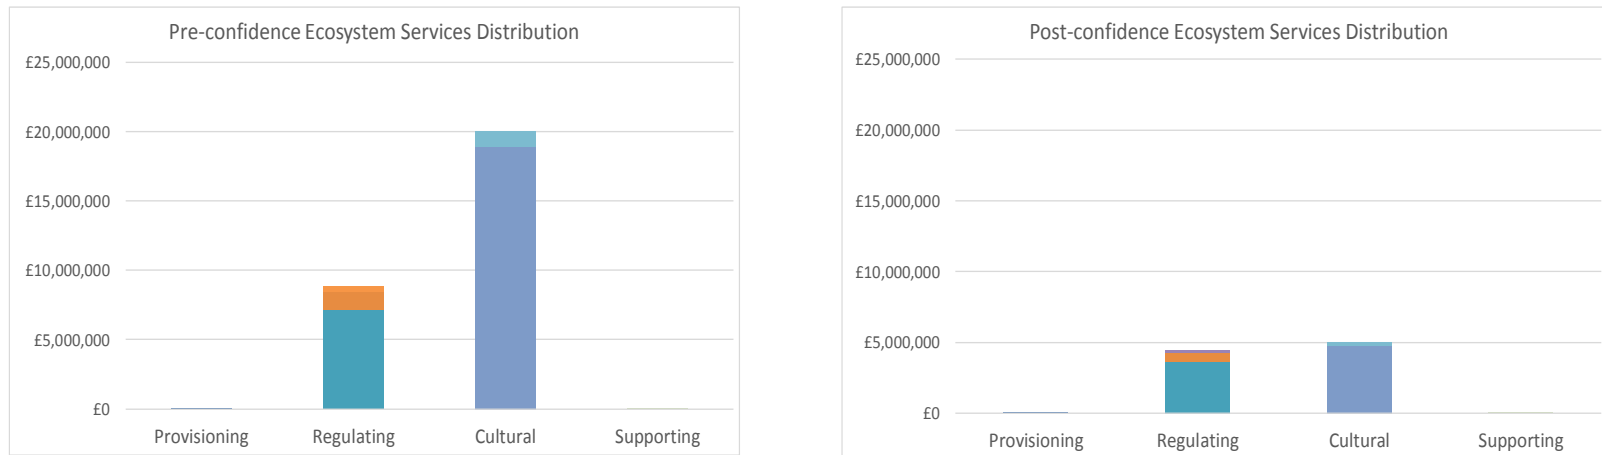 Pre-confidence Ecosystem Services Distribution
£25,000,000
£20,000,000
£15,000,000
£10,000,000
£5,000,000
£0
Provisioning
Regulating
Cultural
Supporting
Post-confidence Ecosystem Services Distribution
£25,000,000
£20,000,000
£15,000,000
£10,000,000
£5,000,000
£0
Provisioning
Regulating
Cultural
Supporting